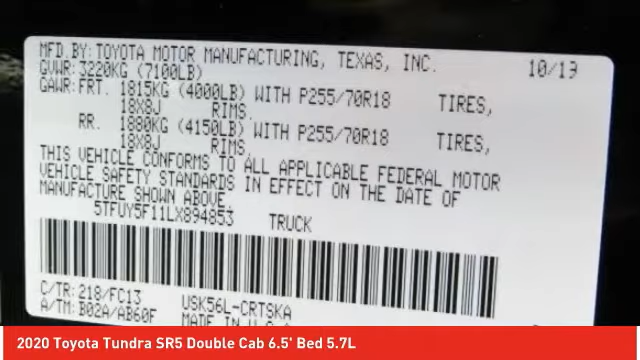 MFD.BY:TOYOTA MOTOR MANUFACTURING, TEXAS, INC. 10/19
GVWR:3220KG (7100LB)
GAWR:FRT. 1815KG (4000LB) WITH P255/70R18 TIRES,
18X8J RIMS.
RR. 1880KG (4150LB) WITH P255/70R18 TIRES,
18X8J RIMS.
THIS VEHICLE CONFORMS TO ALL APPLICABLE FEDERAL MOTOR
VEHICLE SAFETY STANDARDS IN EFFECT ON THE DATE OF
MANUFACTURE SHOWN ABOVE.
5TFUY5F11LX894853 TRUCK
C/TR:218/FC13 USK56L-CRTSKA
A/TM:B02A/AB60F MADE IN U.S.A
2020 Toyota Tundra SR5 Double Cab 6.5' Bed 5.7L